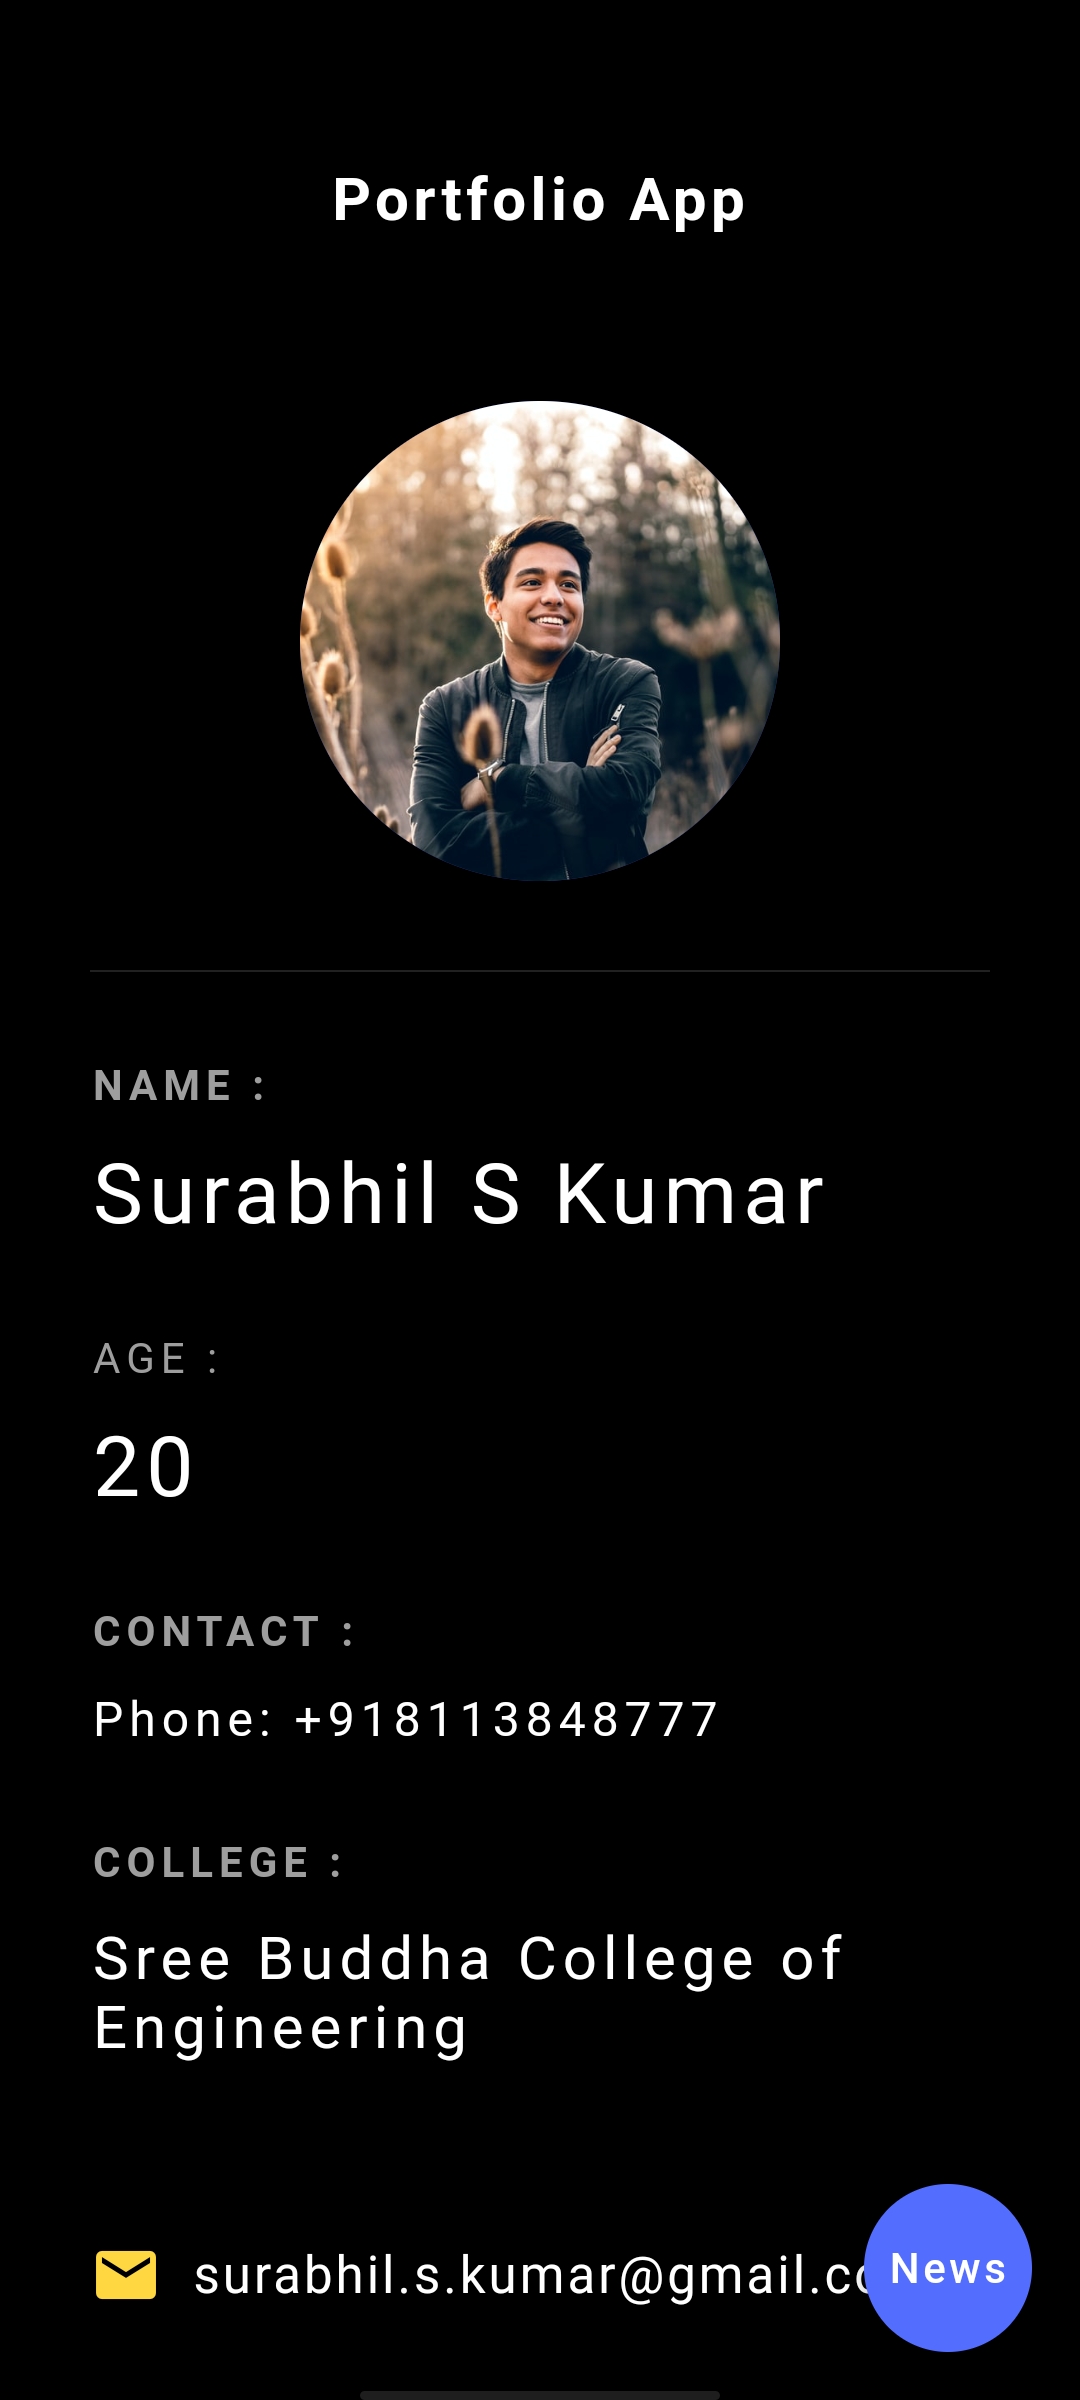 Portfolio App
NAME :
Surabhil S Kumar
AGE :
20
CONTACT :
Phone: +918113848777
COLLEGE :
Sree Buddha College of
Engineering
surabhil.s.kumar@gmail.co
News